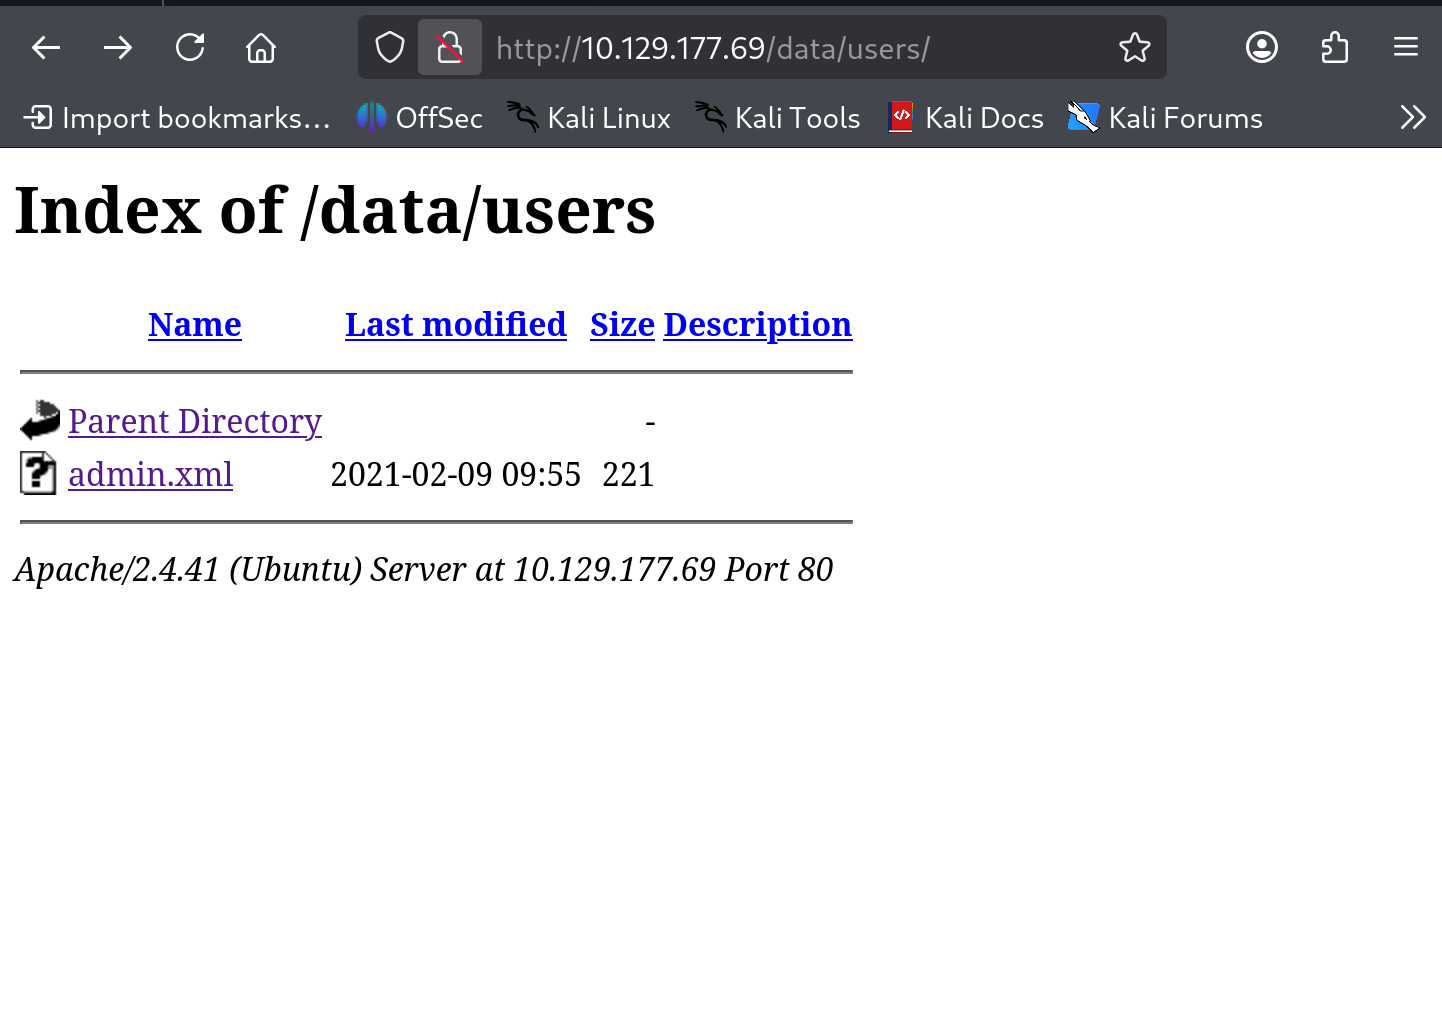 http://10.129.177.69/data/users/
Import bookmarks... OffSec Kali Linux Kali Tools Kali Docs Kali Forums
Index of /data/users
Name Last modified Size Description
Parent Directory -
admin.xml 2021-02-09 09:55 221
Apache/2.4.41 (Ubuntu) Server at 10.129.177.69 Port 80